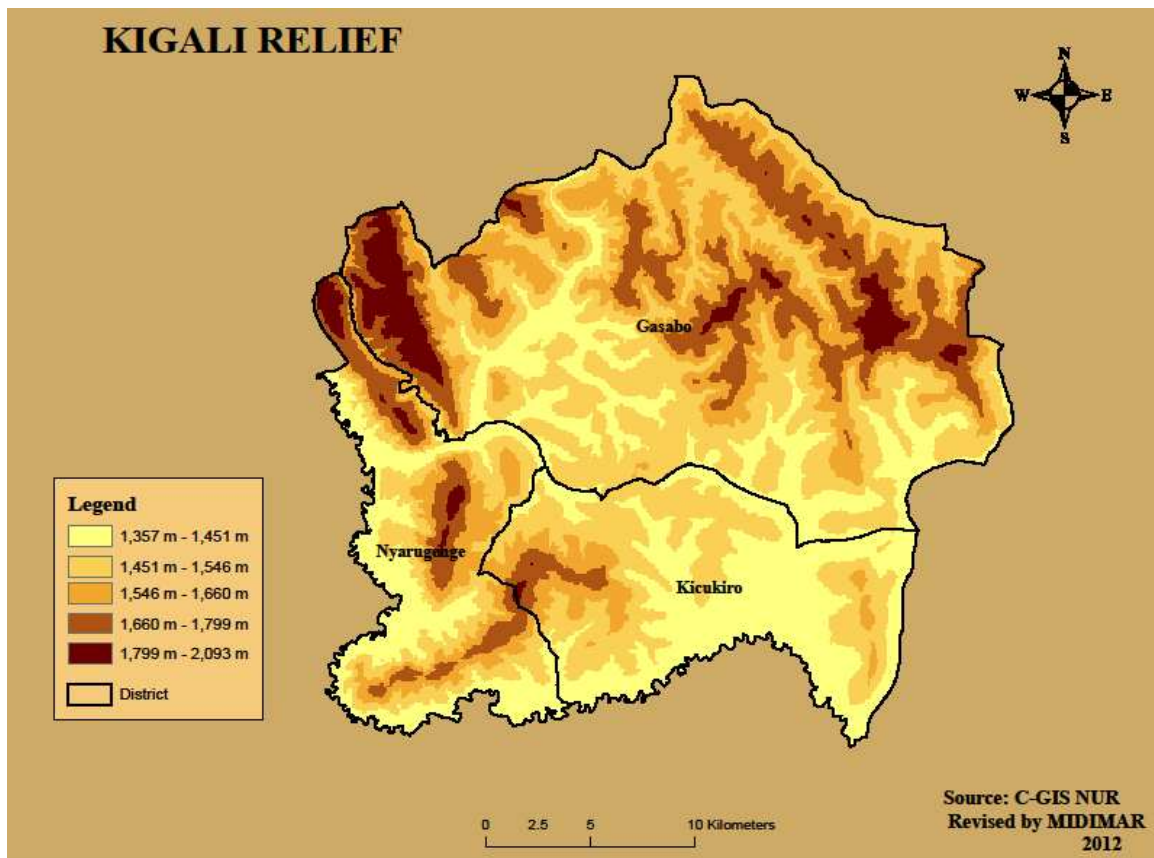 KIGALI RELIEF
N
W E
S
Gasabo
Nyarugenge
Kicukiro
Legend
1,357 m - 1,451 m
1,451 m - 1,546 m
1,546 m - 1,660 m
1,660 m - 1,799 m
1,799 m - 2,093 m
District
0 2.5 5 10 Kilometers
Source: C-GIS NUR
Revised by MIDIMAR
2012